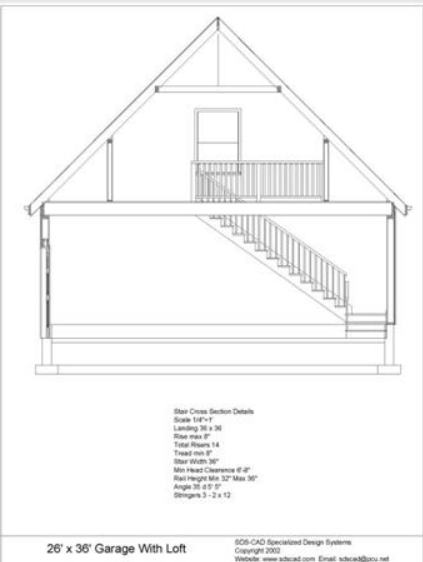 Stair Cross Section Details
Scale 1/4"=1'
Landing 36 x 36
Rise max 8"
Total Risers 14
Tread min 8"
Stair Width 36"
Min Head Clearance 6'-8"
Rail Height Min 32" Max 36"
Angle 35 d 5' 5"
Stringers 3 - 2 x 12
26' x 36' Garage With Loft
SDS-CAD Specialized Design Systems
Copyright 2002
Website: www.sdscad.com Email: sdscad@pcu.net